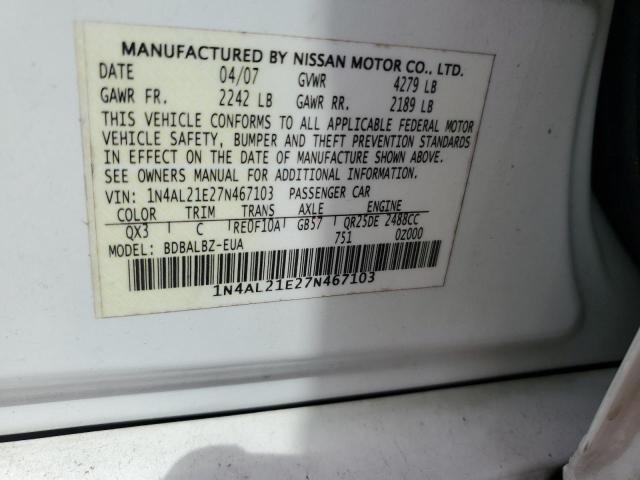 MANUFACTURED BY NISSAN MOTOR CO., LTD.
DATE 04/07 GVWR 4279 LB
GAWR FR. 2242 LB GAWR RR. 2189 LB
THIS VEHICLE CONFORMS TO ALL APPLICABLE FEDERAL MOTOR
VEHICLE SAFETY, BUMPER AND THEFT PREVENTION STANDARDS
IN EFFECT ON THE DATE OF MANUFACTURE SHOWN ABOVE.
SEE OWNERS MANUAL FOR ADDITIONAL INFORMATION.
VIN: 1N4AL21E27N467103 PASSENGER CAR
COLOR TRIM TRANS AXLE ENGINE
QX3 C RE0F10A GB57 QR25DE 2488CC
MODEL: BDBALBZ-EUA 751 0Z000
1N4AL21E27N467103